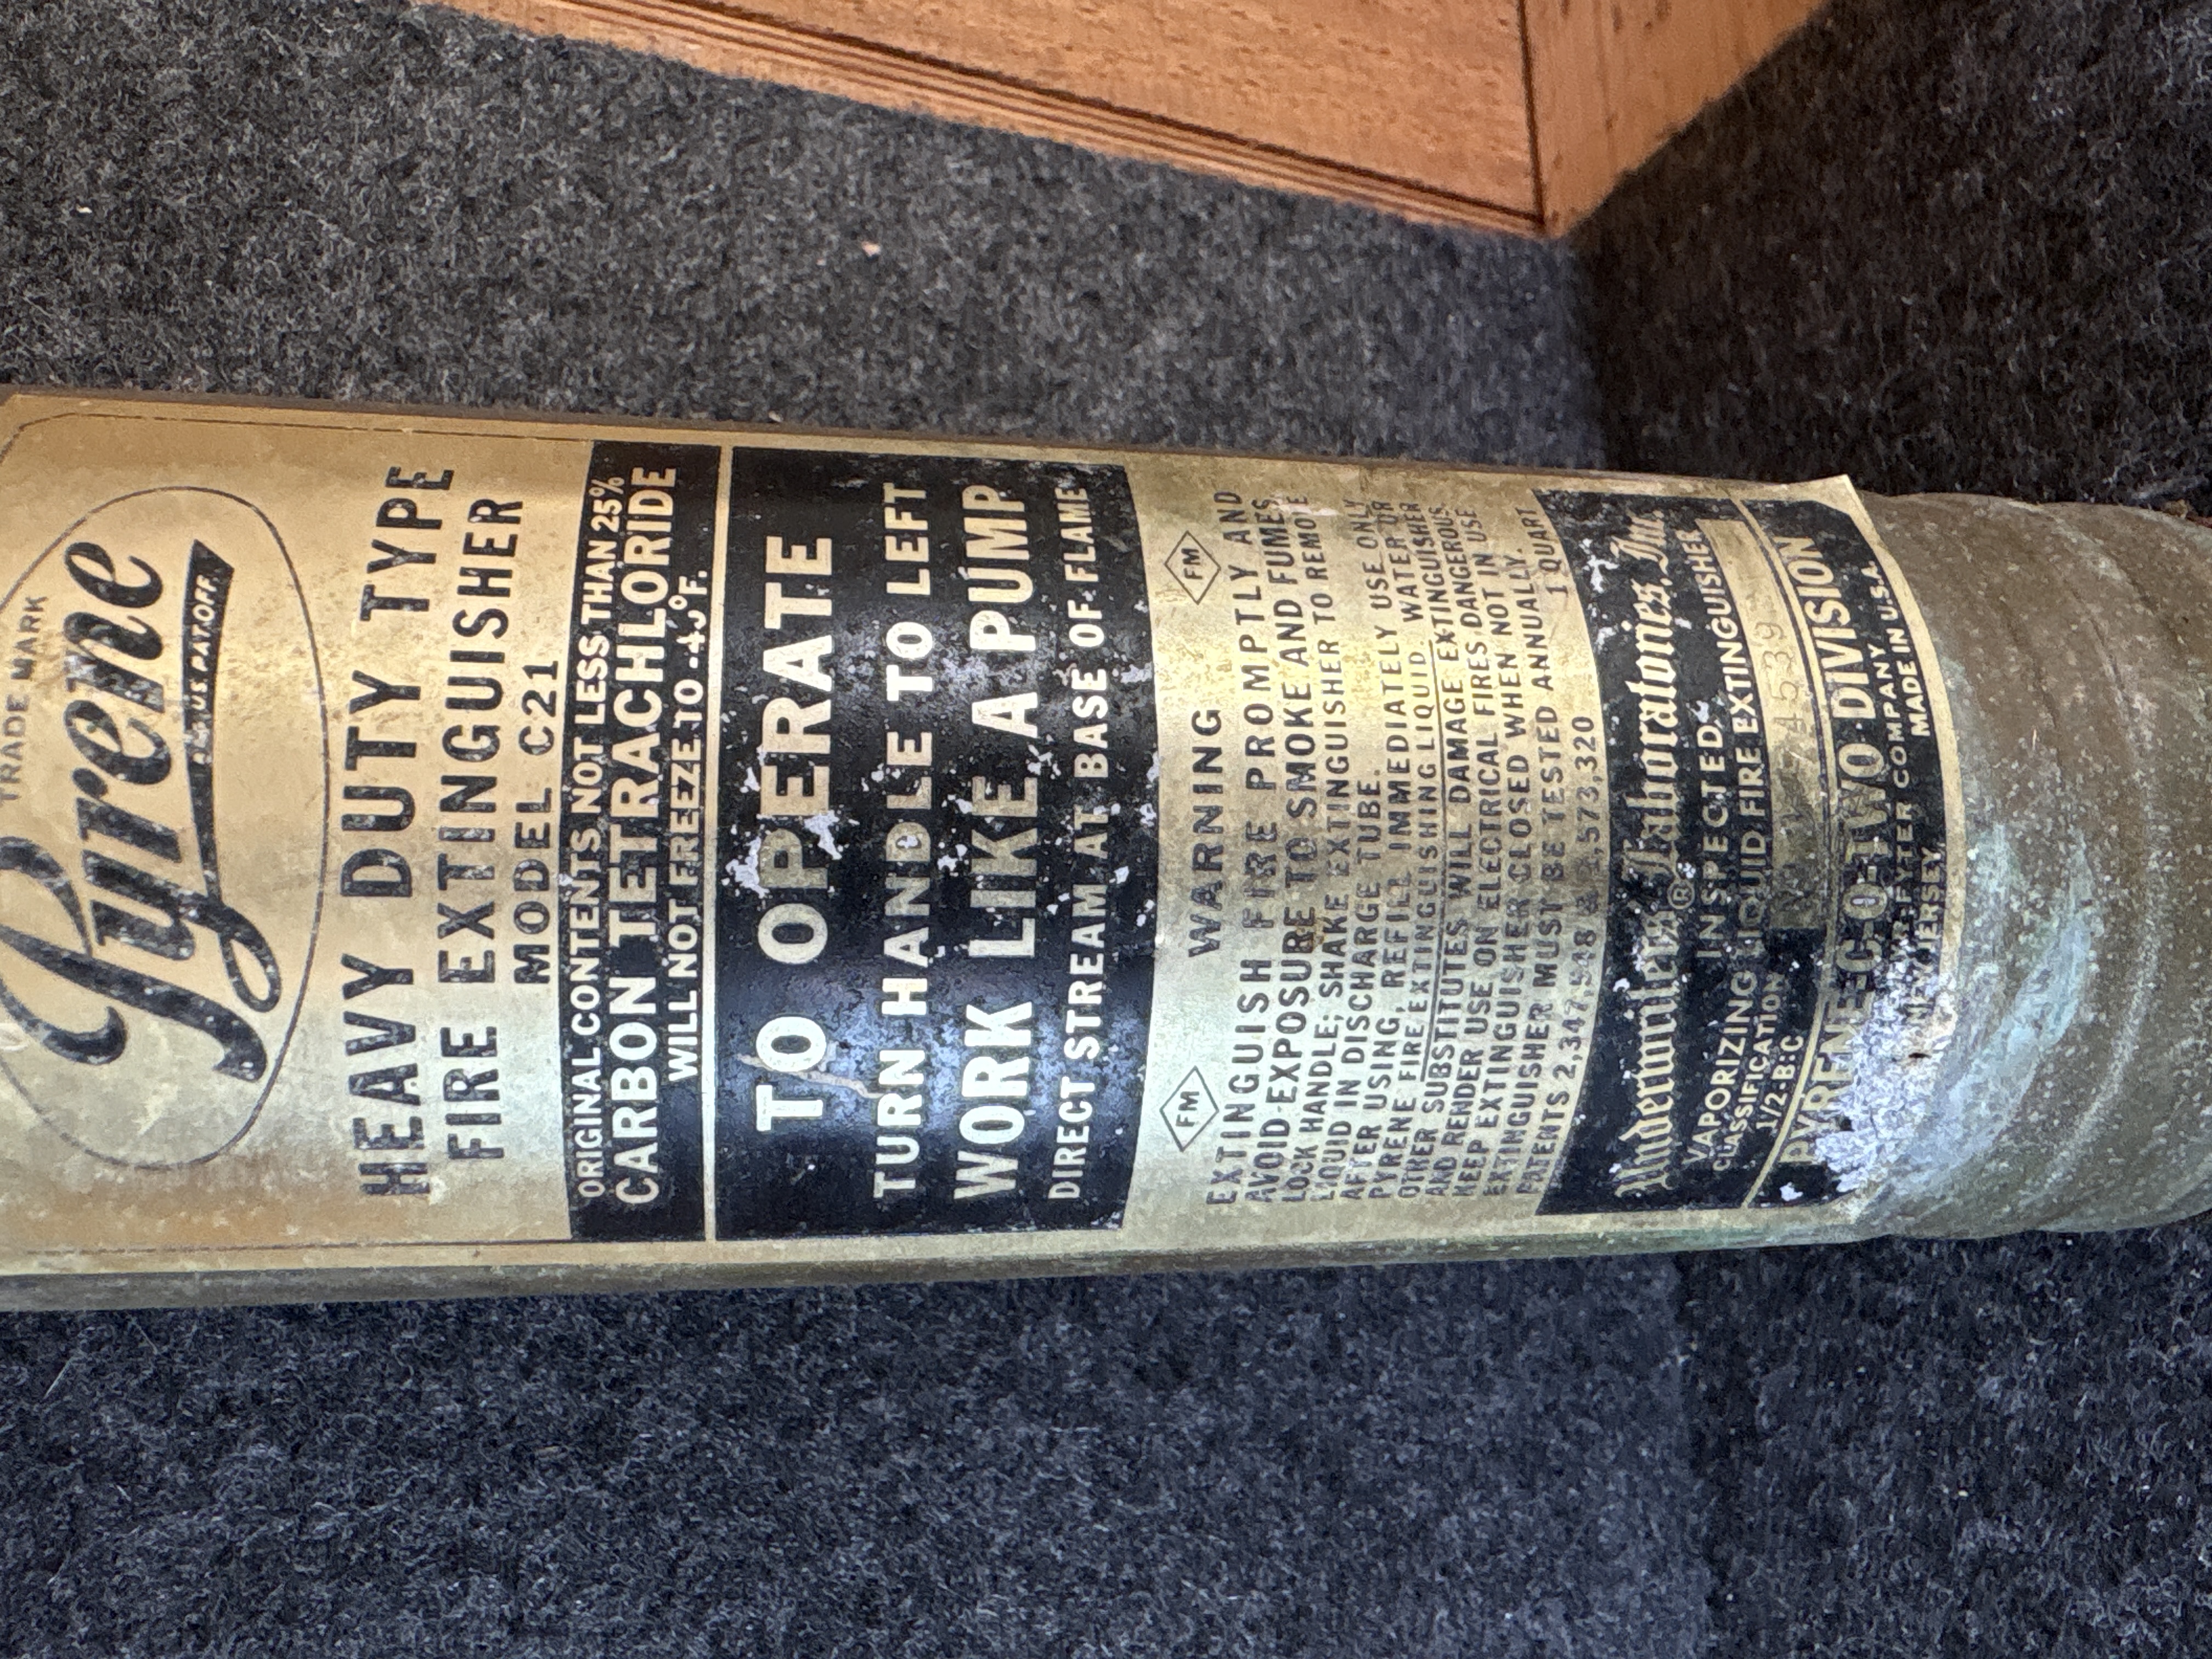 TRADE MARK
Pyrene
REG. US PAT. OFF.
HEAVY DUTY TYPE
FIRE EXTINGUISHER
MODEL C21
ORIGINAL CONTENTS NOT LESS THAN 25%
CARBON TETRACHLORIDE
WILL NOT FREEZE TO -40°F.
TO OPERATE
TURN HANDLE TO LEFT
WORK LIKE A PUMP
DIRECT STREAM AT BASE OF FLAME
FM WARNING FM
EXTINGUISH FIRE PROMPTLY AND
AVOID EXPOSURE TO SMOKE AND FUMES
LOCK HANDLE; SHAKE EXTINGUISHER TO REMOVE
LIQUID IN DISCHARGE TUBE.
AFTER USING, REFILL IMMEDIATELY USE ONLY
PYRENE FIRE EXTINGUISHING LIQUID. WATER OR
OTHER SUBSTITUTES WILL DAMAGE EXTINGUISHER
AND RENDER USE ON ELECTRICAL FIRES DANGEROUS.
KEEP EXTINGUISHER CLOSED WHEN NOT IN USE
EXTINGUISHER MUST BE TESTED ANNUALLY.
PATENTS 2,347,548 & 2,573,320 1 QUART
Underwriters' Laboratories, Inc.
® INSPECTED.
VAPORIZING LIQUID FIRE EXTINGUISHER
CLASSIFICATION
1/2-B:C 4539
PYRENE-C-O-TWO DIVISION
FYR-FYTER COMPANY
NEW JERSEY MADE IN U.S.A.